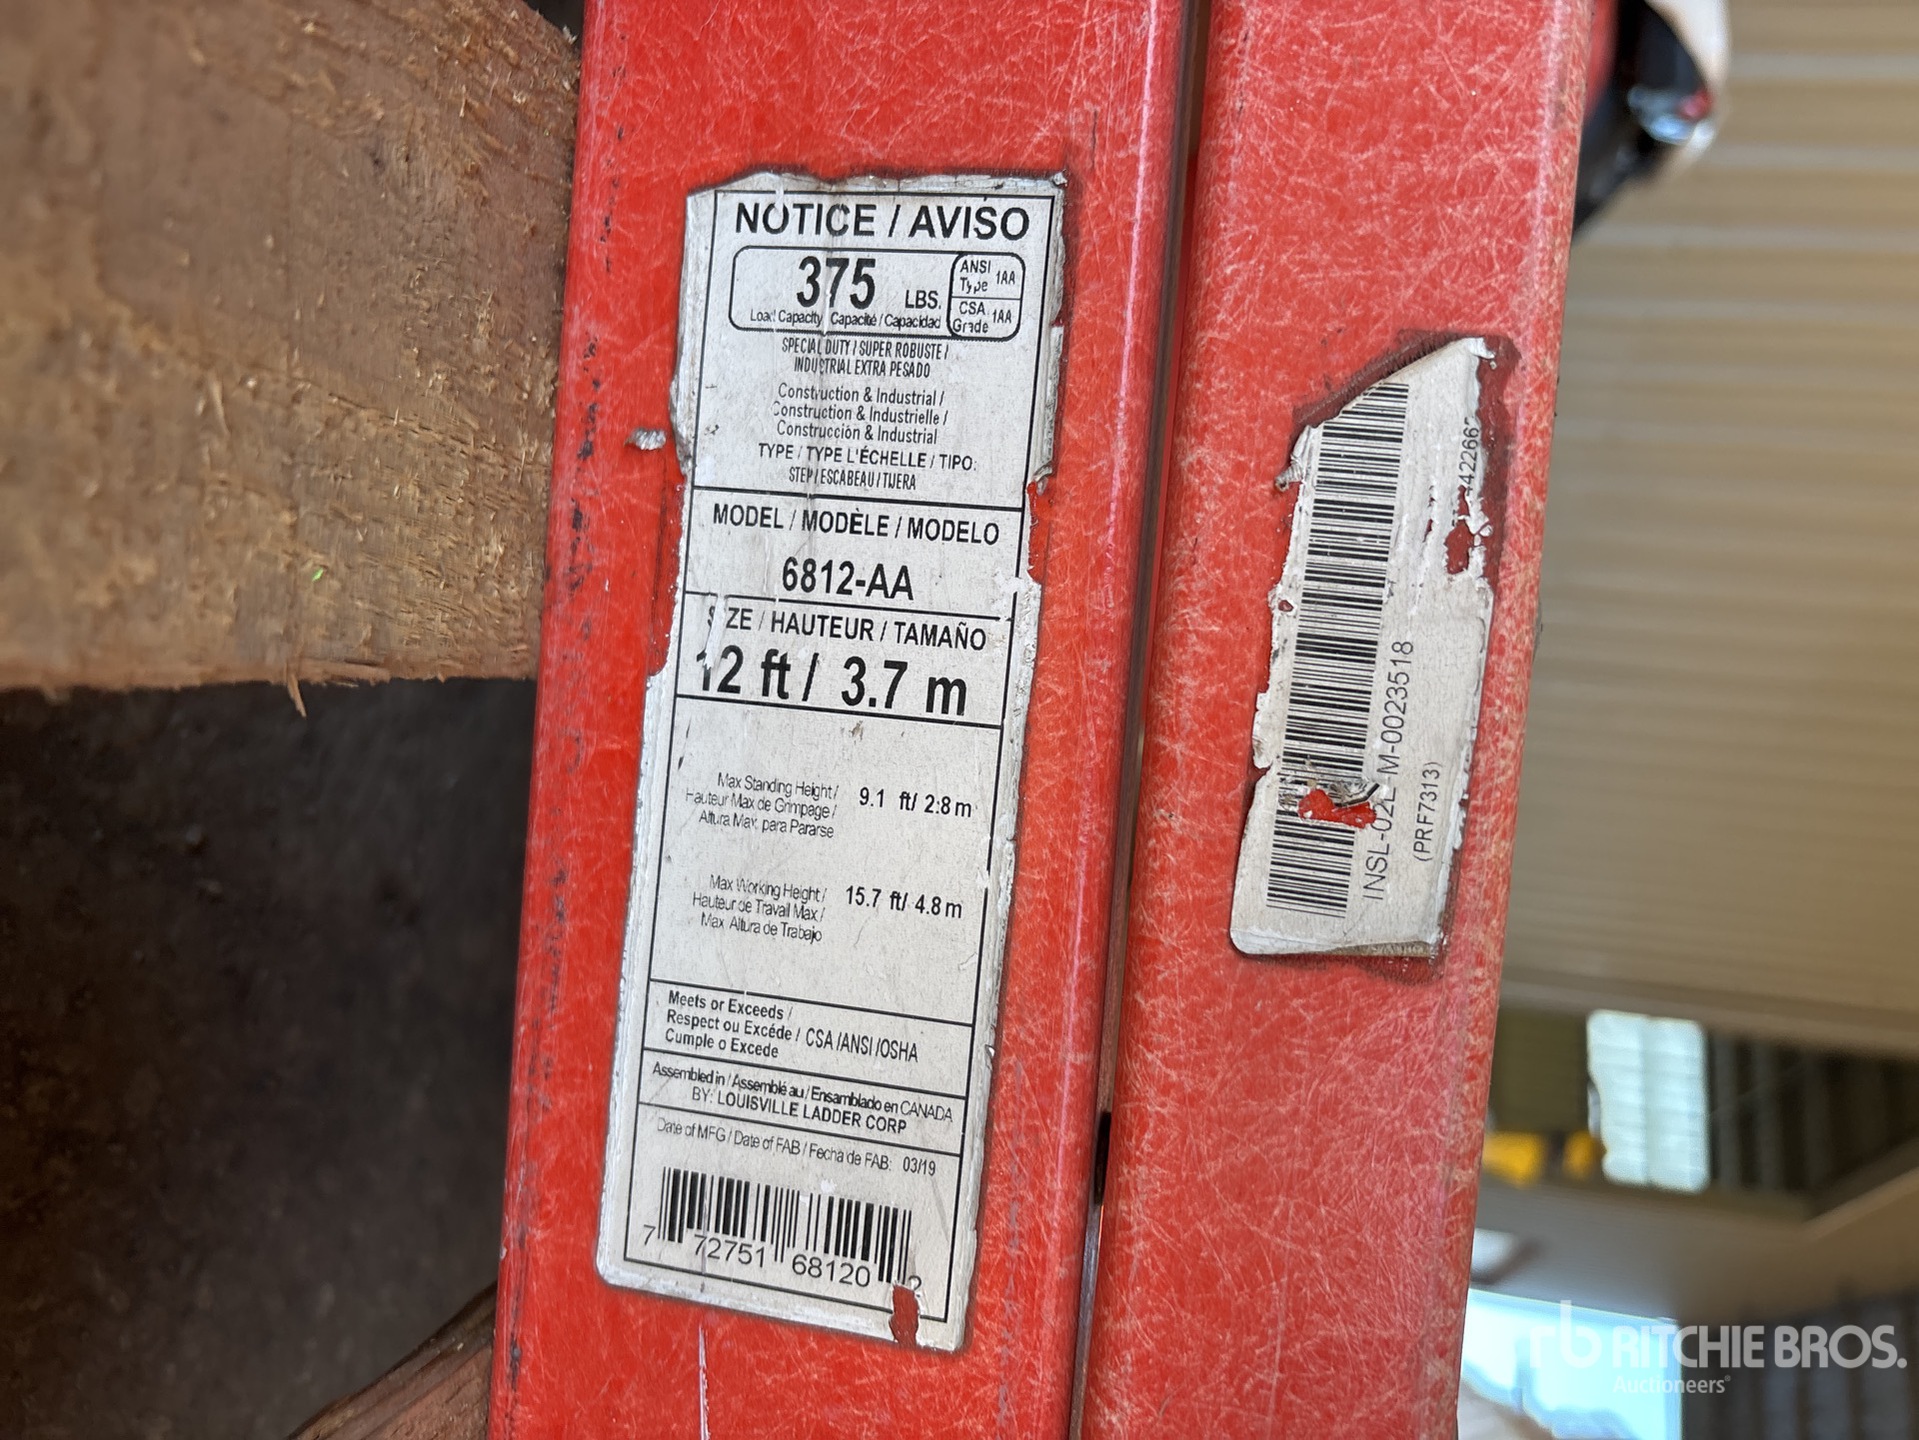 NOTICE / AVISO
375 LBS.
Load Capacity / Capacité / Capacidad
ANSI Type 1AA
CSA Grade 1AA
SPECIAL DUTY / SUPER ROBUSTE /
INDUSTRIAL EXTRA PESADO
Construction & Industrial /
Construction & Industrielle /
Construcción & Industrial
TYPE / TYPE L'ÉCHELLE / TIPO:
STEP / ESCABEAU / TIJERA
MODEL / MODÈLE / MODELO
6812-AA
SIZE / HAUTEUR / TAMAÑO
12 ft / 3.7 m
Max Standing Height /
Hauteur Max de Grimpage /
Altura Max. para Pararse
9.1 ft/ 2.8 m
Max Working Height /
Hauteur de Travail Max /
Max Altura de Trabajo
15.7 ft/ 4.8 m
Meets or Exceeds /
Respect ou Excéde / CSA /ANSI /OSHA
Cumple o Excede
Assembled in / Assemblé au / Ensamblado en CANADA
BY: LOUISVILLE LADDER CORP
Date of MFG / Date of FAB / Fecha de FAB: 03/19
7 72751 68120 2
M-0023518
(PRF7313)
RITCHIE BROS.
Auctioneers